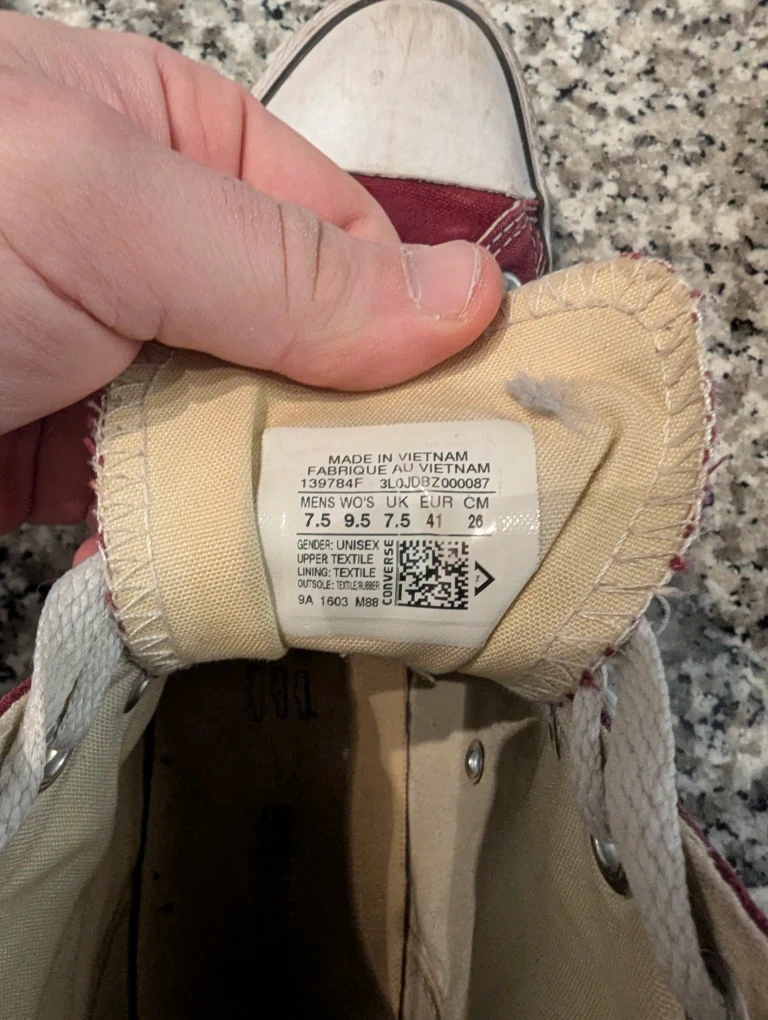 MADE IN VIETNAM
FABRIQUE AU VIETNAM
139784F 3L0JDBZ000087
MENS WO'S UK EUR CM
7.5 9.5 7.5 41 26
GENDER: UNISEX
UPPER TEXTILE
LINING: TEXTILE
OUTSOLE: TEXTILE/RUBBER
9A 1603 M88
CONVERSE